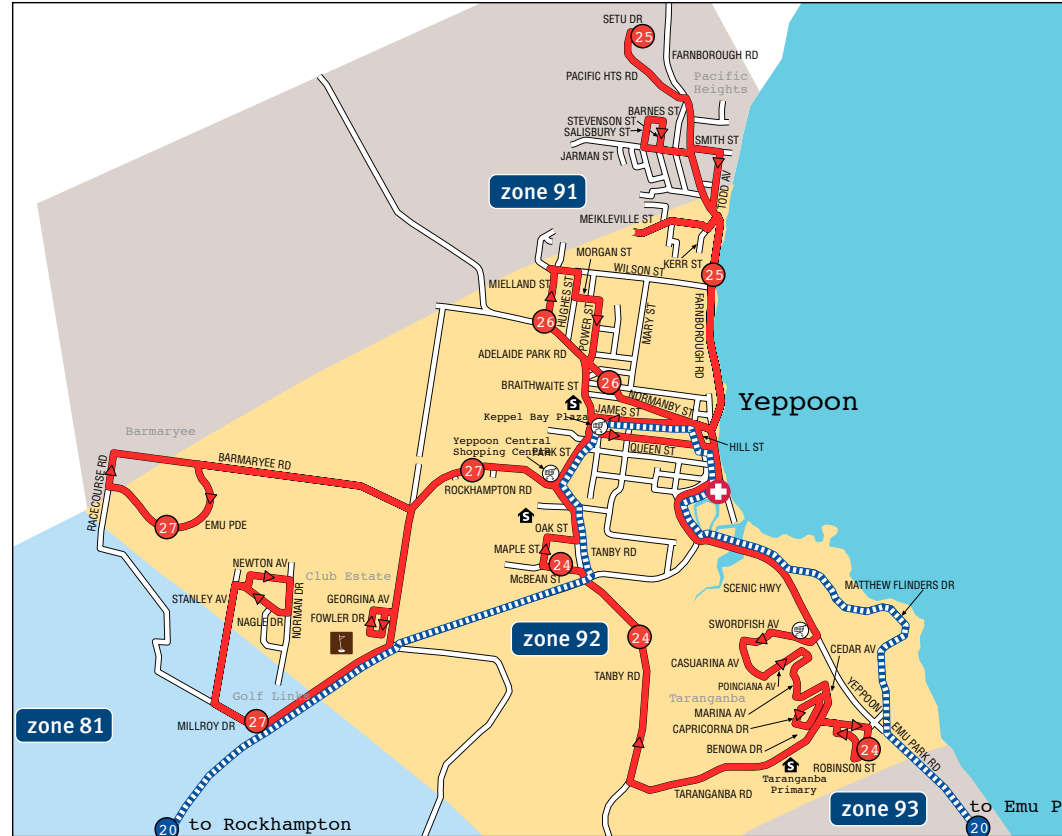 SETU DR
25
FARNBOROUGH RD
PACIFIC HTS RD
Pacific
Heights
BARNES ST
STEVENSON ST
SALISBURY ST
SMITH ST
JARMAN ST
TODD AV
zone 91
MEIKLEVILLE ST
MORGAN ST
KERR ST
WILSON ST
25
MIELLAND ST
HUGHES ST
POWER ST
MARY ST
FARNBOROUGH RD
26
ADELAIDE PARK RD
26
BRAITHWAITE ST
NORMANBY ST
Yeppoon
S
JAMES ST
Keppel Bay Plaza
HILL ST
Barmaryee
Yeppoon Central
Shopping Centre
PARK ST
QUEEN ST
BARMARYEE RD
27
ROCKHAMPTON RD
RACECOURSE RD
27
EMU PDE
S
OAK ST
MAPLE ST
TANBY RD
24
McBEAN ST
NEWTON AV
Club Estate
STANLEY AV
NORMAN DR
GEORGINA AV
FOWLER DR
NAGLE DR
SCENIC HWY
MATTHEW FLINDERS DR
zone 92
24
SWORDFISH AV
CEDAR AV
CASUARINA AV
TANBY RD
POINCIANA AV
Taranganba
YEPPOON
MARINA AV
CAPRICORNA DR
EMU PARK RD
BENOWA DR
24
ROBINSON ST
Golf Links
zone 81
MILLROY DR
27
S
Taranganba
Primary
TARANGANBA RD
zone 93
20
to Rockhampton
to Emu P
20